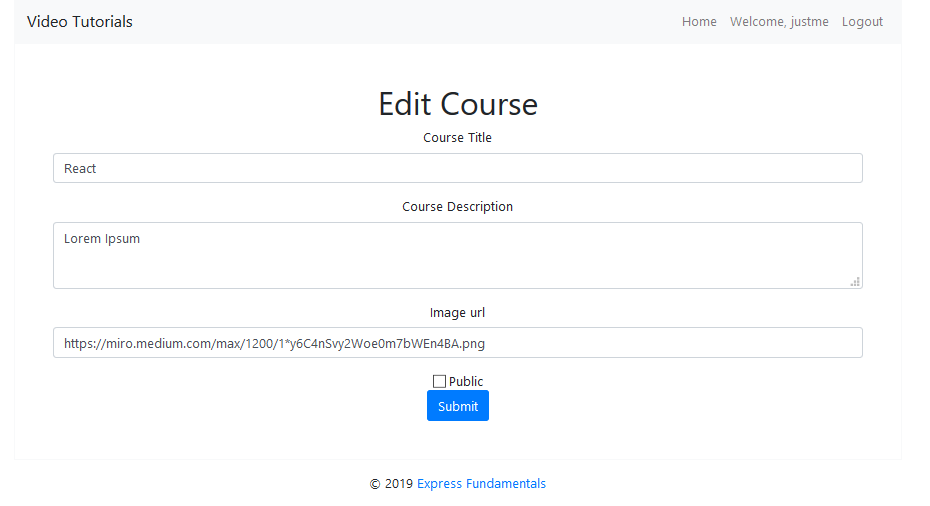 Video Tutorials Home Welcome, justme Logout
Edit Course
Course Title
React
Course Description
Lorem Ipsum
Image url
https://miro.medium.com/max/1200/1*y6C4nSvy2Woe0m7bWEn4BA.png
Public
Submit
© 2019 Express Fundamentals